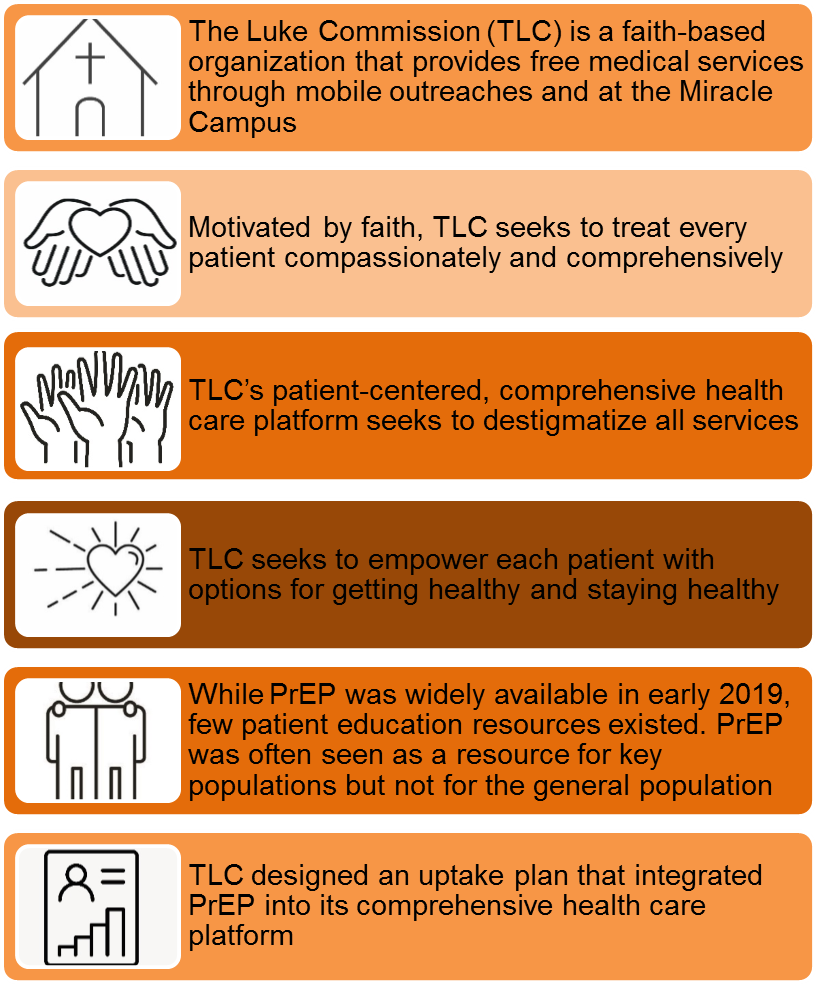 The Luke Commission (TLC) is a faith-based
organization that provides free medical services
through mobile outreaches and at the Miracle
Campus
Motivated by faith, TLC seeks to treat every
patient compassionately and comprehensively
TLC’s patient-centered, comprehensive health
care platform seeks to destigmatize all services
TLC seeks to empower each patient with
options for getting healthy and staying healthy
While PrEP was widely available in early 2019,
few patient education resources existed. PrEP
was often seen as a resource for key
populations but not for the general population
TLC designed an uptake plan that integrated
PrEP into its comprehensive health care
platform